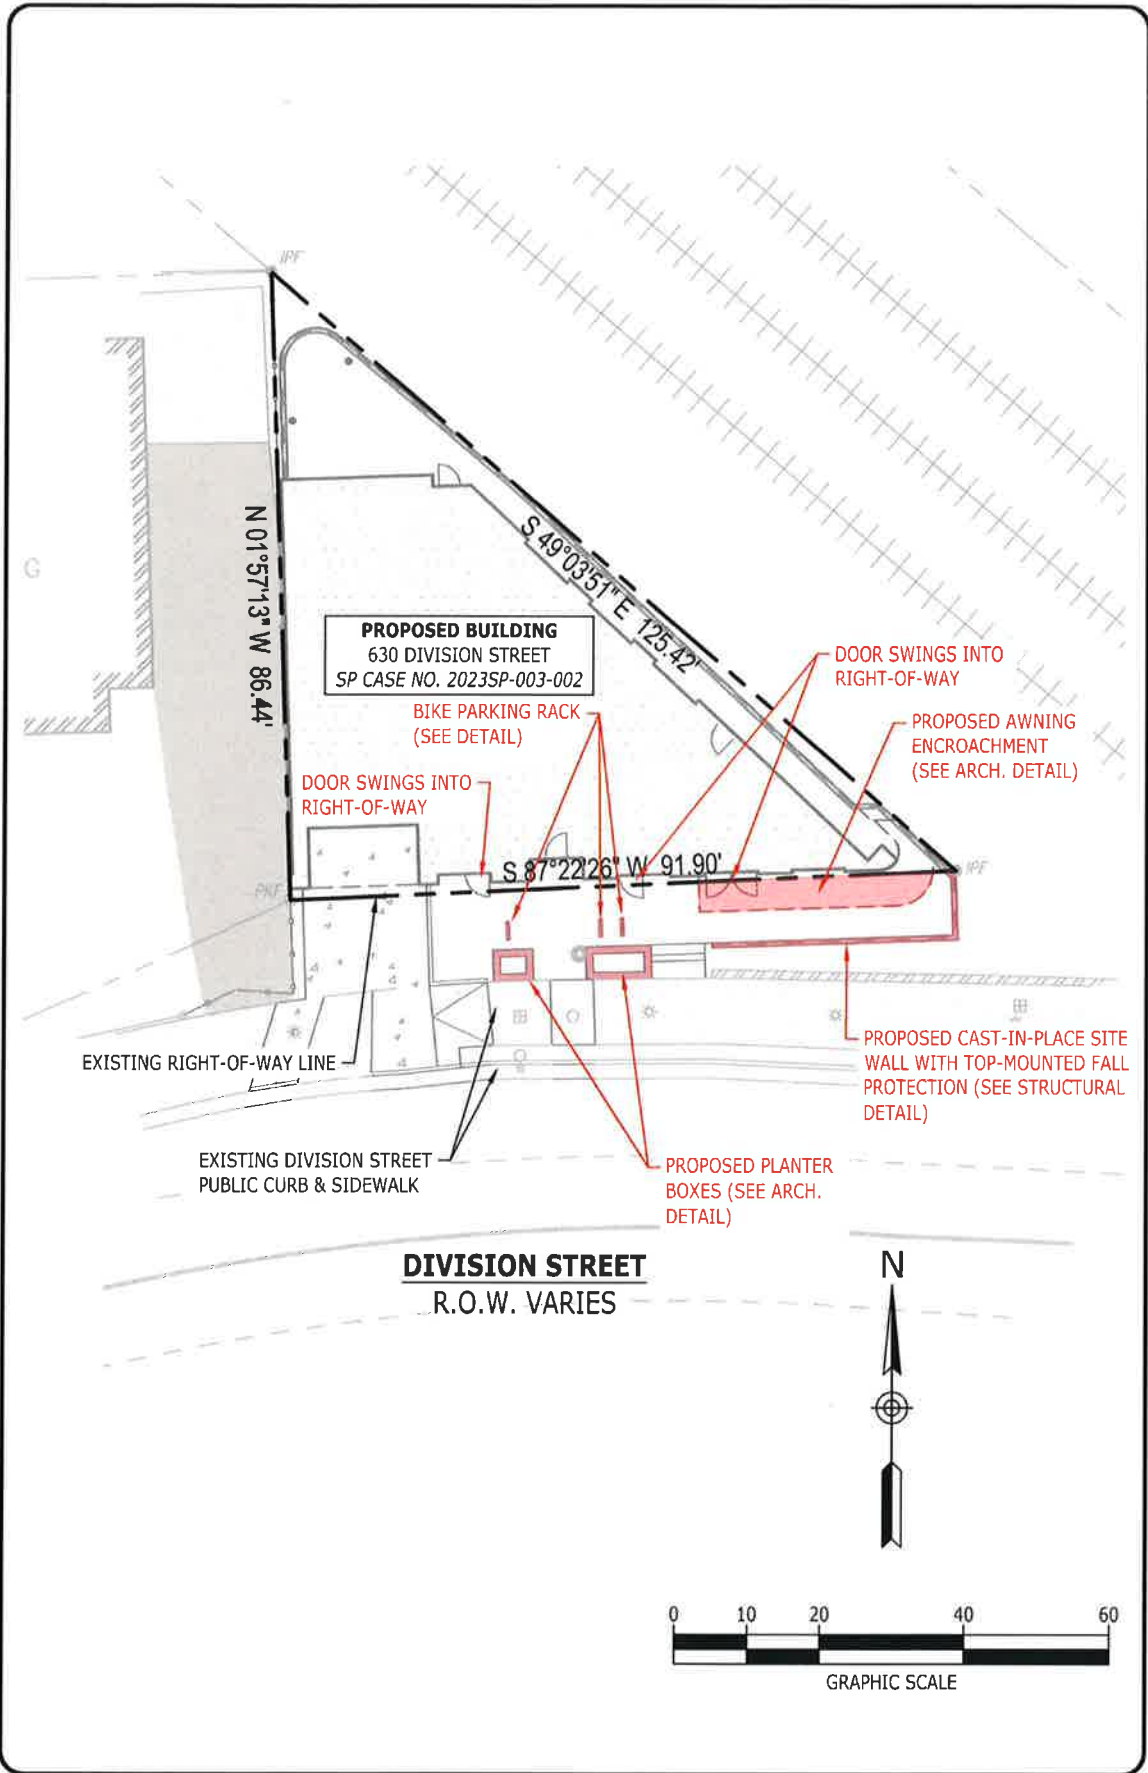 IPF
G
N 01°57'13" W 86.44'
S 49°03'51" E 125.42'
PROPOSED BUILDING
630 DIVISION STREET
SP CASE NO. 2023SP-003-002
DOOR SWINGS INTO
RIGHT-OF-WAY
BIKE PARKING RACK
(SEE DETAIL)
PROPOSED AWNING
ENCROACHMENT
(SEE ARCH. DETAIL)
DOOR SWINGS INTO
RIGHT-OF-WAY
S 87°22'26" W 91.90'
IPF
PKF
EXISTING RIGHT-OF-WAY LINE
PROPOSED CAST-IN-PLACE SITE
WALL WITH TOP-MOUNTED FALL
PROTECTION (SEE STRUCTURAL
DETAIL)
EXISTING DIVISION STREET
PUBLIC CURB & SIDEWALK
PROPOSED PLANTER
BOXES (SEE ARCH.
DETAIL)
DIVISION STREET
R.O.W. VARIES
N
0 10 20 40 60
GRAPHIC SCALE